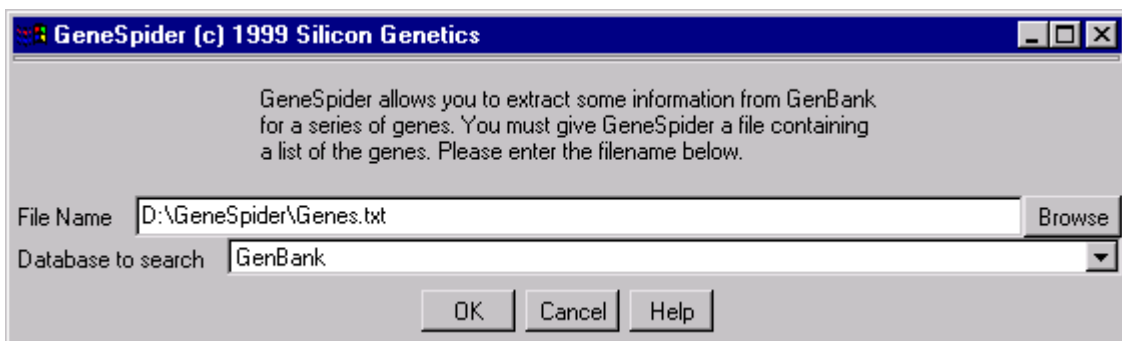 GeneSpider (c) 1999 Silicon Genetics
GeneSpider allows you to extract some information from GenBank
for a series of genes. You must give GeneSpider a file containing
a list of the genes. Please enter the filename below.
File Name D:\GeneSpider\Genes.txt Browse
Database to search GenBank
OK Cancel Help